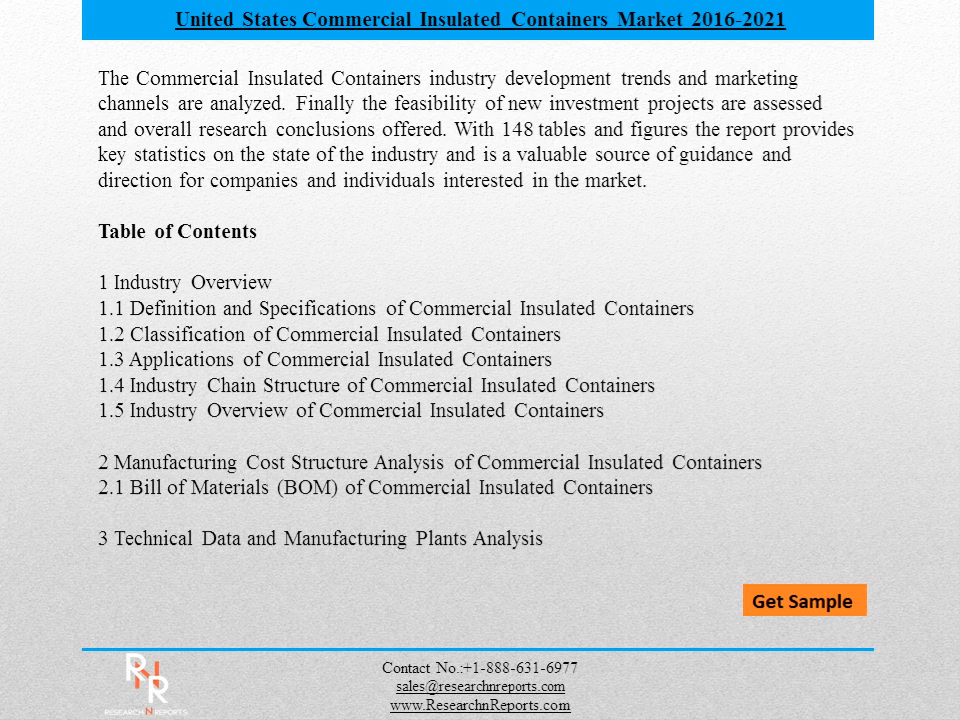 United States Commercial Insulated Containers Market 2016-2021
The Commercial Insulated Containers industry development trends and marketing
channels are analyzed. Finally the feasibility of new investment projects are assessed
and overall research conclusions offered. With 148 tables and figures the report provides
key statistics on the state of the industry and is a valuable source of guidance and
direction for companies and individuals interested in the market.
Table of Contents
1 Industry Overview
1.1 Definition and Specifications of Commercial Insulated Containers
1.2 Classification of Commercial Insulated Containers
1.3 Applications of Commercial Insulated Containers
1.4 Industry Chain Structure of Commercial Insulated Containers
1.5 Industry Overview of Commercial Insulated Containers
2 Manufacturing Cost Structure Analysis of Commercial Insulated Containers
2.1 Bill of Materials (BOM) of Commercial Insulated Containers
3 Technical Data and Manufacturing Plants Analysis
Get Sample
RNR
RESEARCH N REPORTS
Contact No.:+1-888-631-6977
sales@researchnreports.com
www.ResearchnReports.com